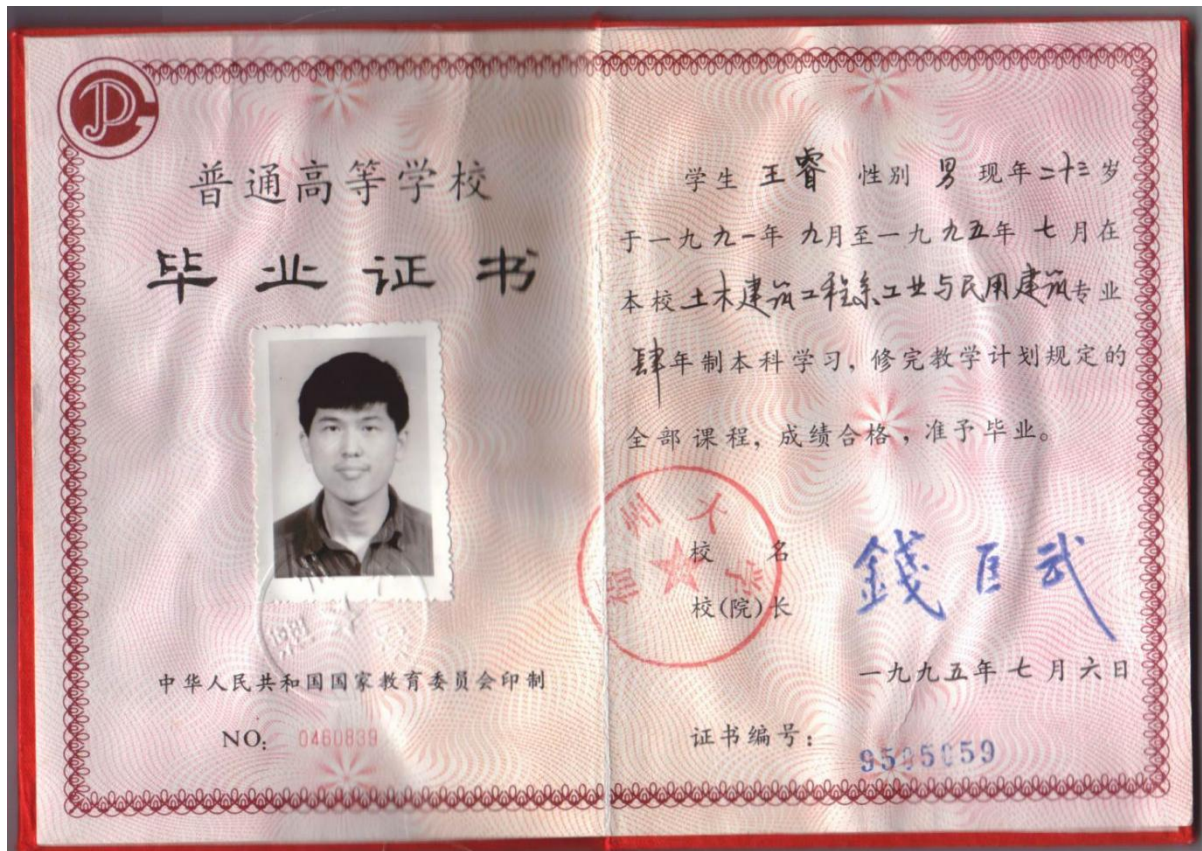 普通高等学校
毕业证书
中华人民共和国国家教育委员会印制
NO: 0460839
学生 王睿 性别 男 现年二十三岁
于一九九一年九月至一九九五年七月在
本校土木建筑工程系工业与民用建筑专业
肆年制本科学习,修完教学计划规定的
全部课程,成绩合格,准予毕业。
福州大学
校名
校(院)长 錢匡武
一九九五年七月六日
证书编号:
9505059